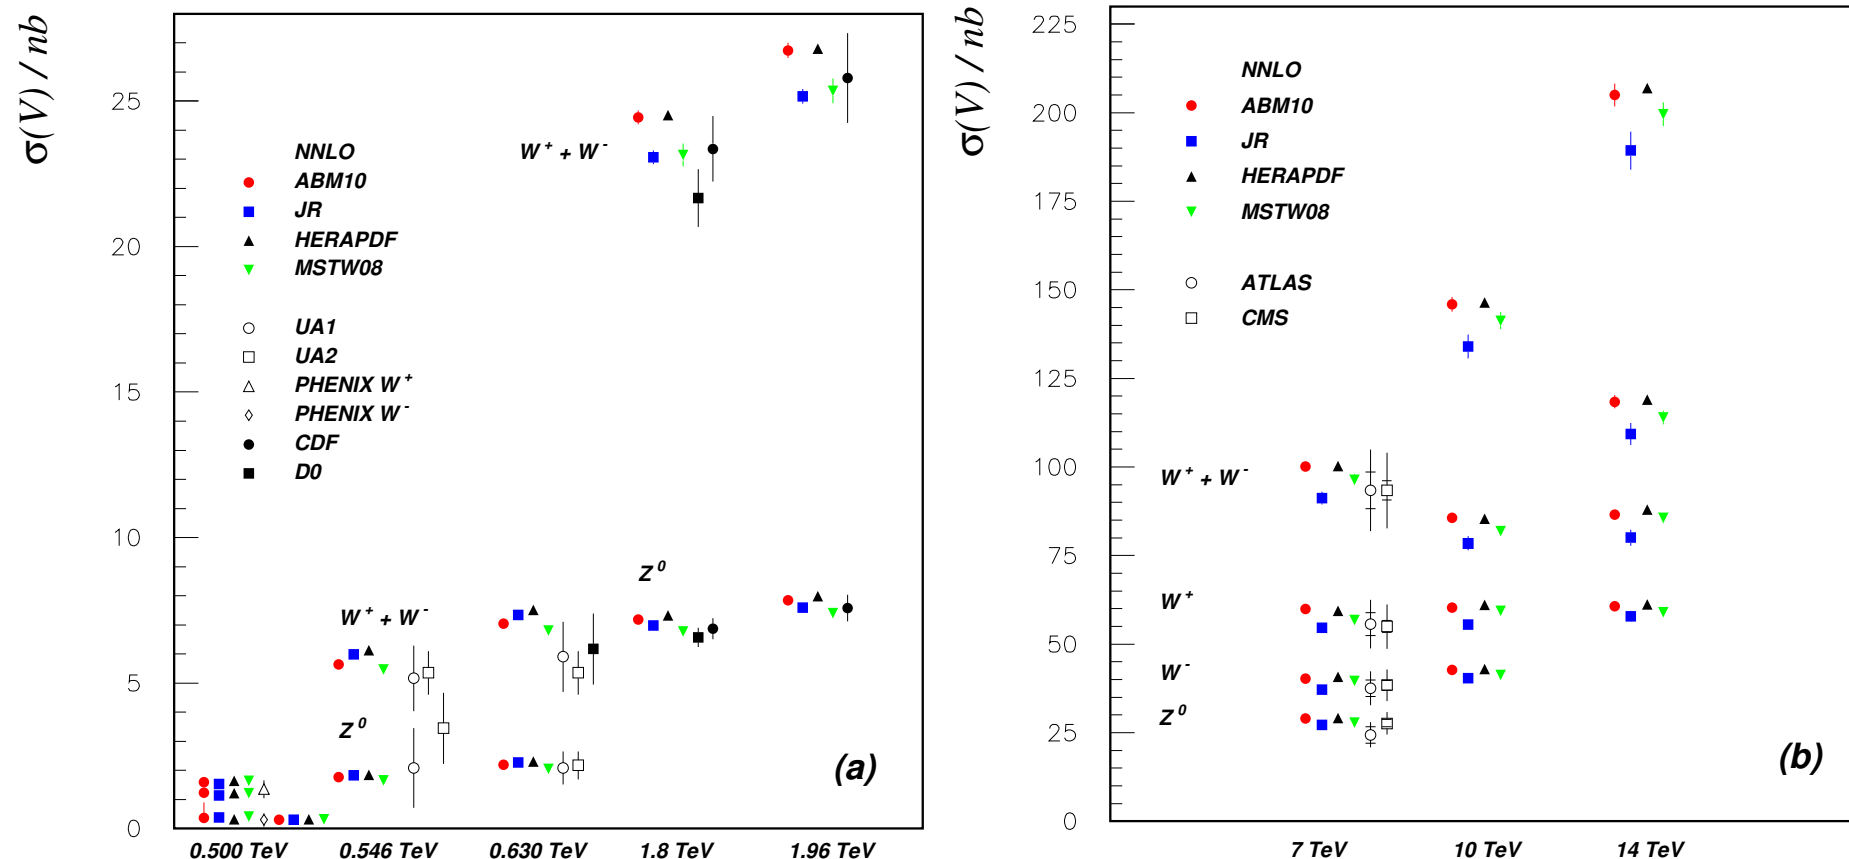 σ(V) / nb
25
20
15
10
5
0
NNLO
ABM10
JR
HERAPDF
MSTW08
UA1
UA2
PHENIX W⁺
PHENIX W⁻
CDF
D0
W⁺ + W⁻
Z⁰
W⁺ + W⁻
Z⁰
(a)
0.500 TeV 0.546 TeV 0.630 TeV 1.8 TeV 1.96 TeV
σ(V) / nb
225
200
175
150
125
100
75
50
25
0
NNLO
ABM10
JR
HERAPDF
MSTW08
ATLAS
CMS
W⁺ + W⁻
W⁺
W⁻
Z⁰
(b)
7 TeV 10 TeV 14 TeV